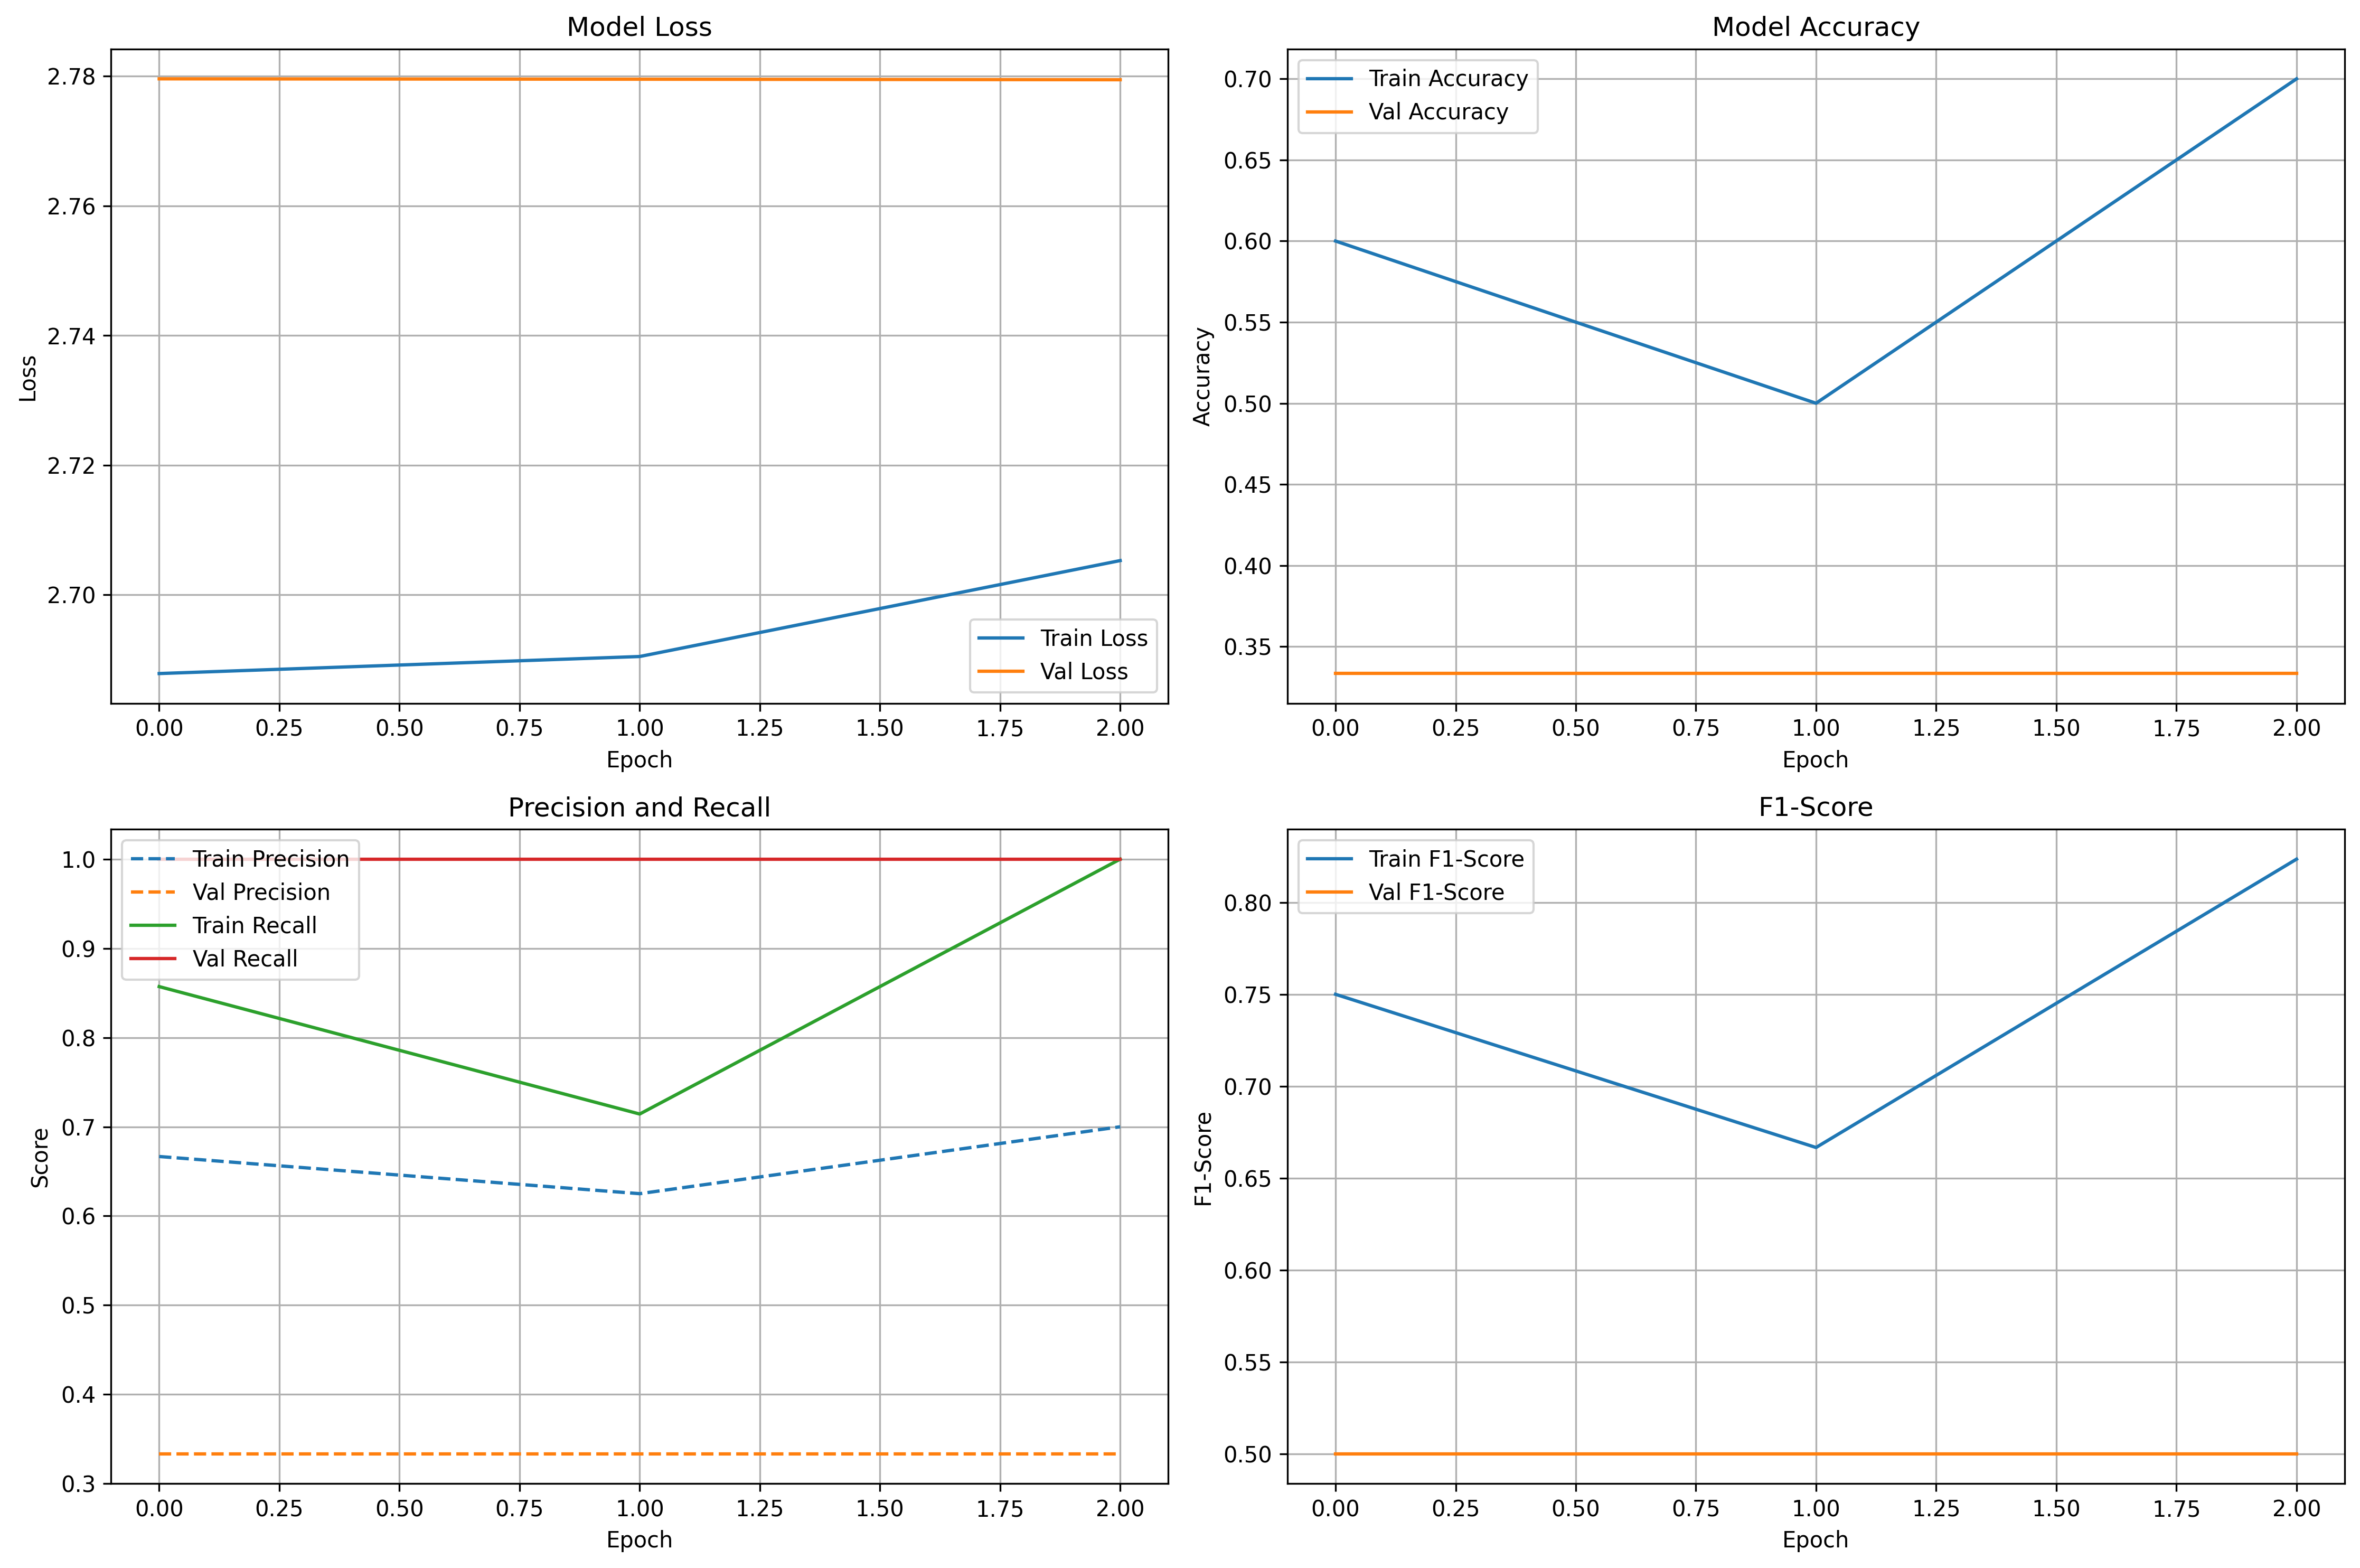 Model Loss
2.78
2.76
2.74
2.72
2.70
Loss
Train Loss
Val Loss
0.00 0.25 0.50 0.75 1.00 1.25 1.50 1.75 2.00
Epoch
Model Accuracy
0.70
0.65
0.60
0.55
0.50
0.45
0.40
0.35
Accuracy
Train Accuracy
Val Accuracy
0.00 0.25 0.50 0.75 1.00 1.25 1.50 1.75 2.00
Epoch
Precision and Recall
1.0
0.9
0.8
0.7
0.6
0.5
0.4
0.3
Score
Train Precision
Val Precision
Train Recall
Val Recall
0.00 0.25 0.50 0.75 1.00 1.25 1.50 1.75 2.00
Epoch
F1-Score
0.80
0.75
0.70
0.65
0.60
0.55
0.50
F1-Score
Train F1-Score
Val F1-Score
0.00 0.25 0.50 0.75 1.00 1.25 1.50 1.75 2.00
Epoch